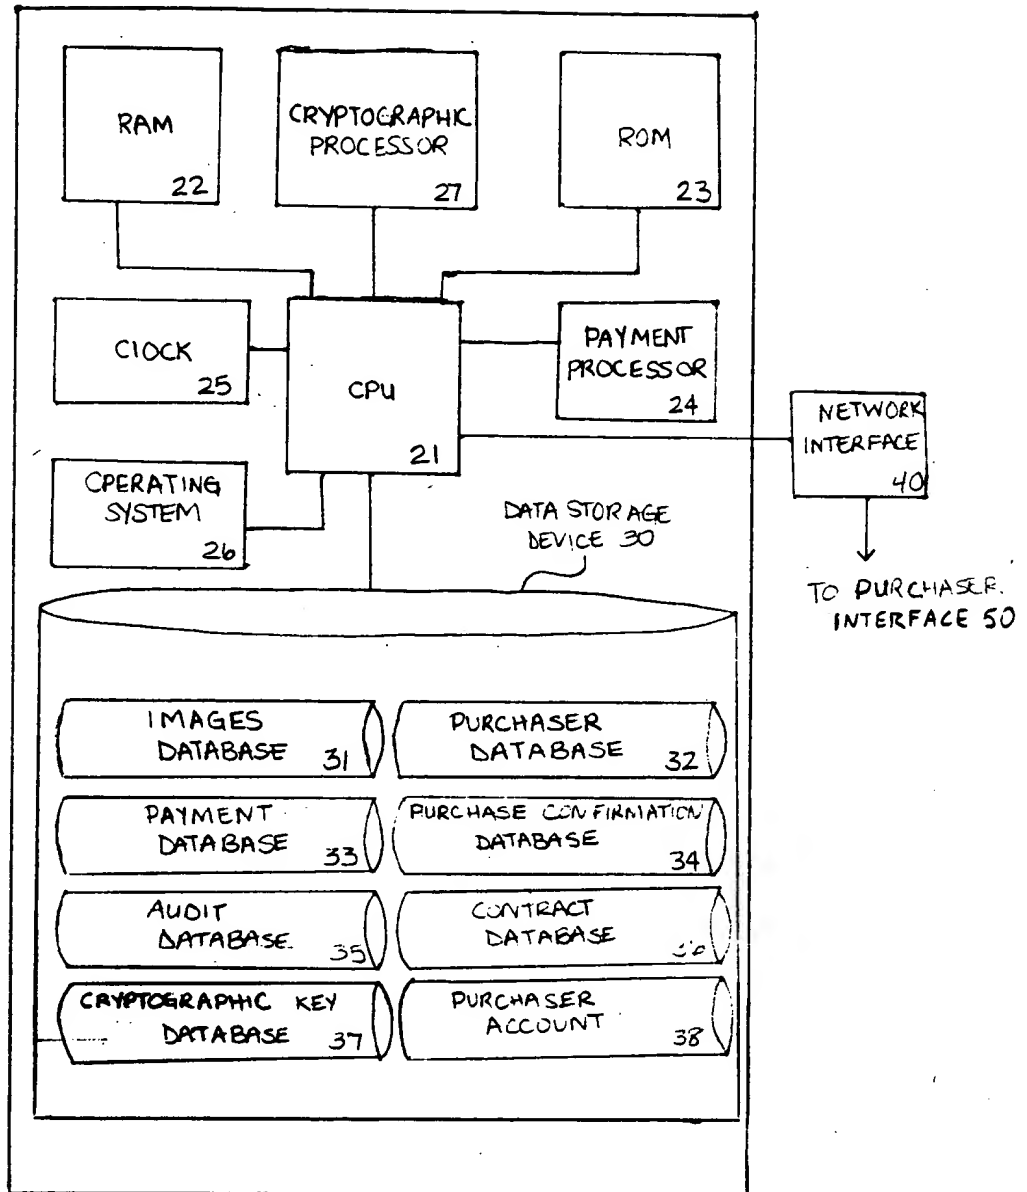 RAM
22
CRYPTOGRAPHIC
PROCESSOR
27
ROM
23
CLOCK
25
CPU
21
PAYMENT
PROCESSOR
24
NETWORK
INTERFACE
40
OPERATING
SYSTEM
26
DATA STORAGE
DEVICE 30
TO PURCHASER
INTERFACE 50
IMAGES
DATABASE 31
PURCHASER
DATABASE 32
PAYMENT
DATABASE 33
PURCHASE CONFIRMATION
DATABASE 34
AUDIT
DATABASE 35
CONTRACT
DATABASE
CRYPTOGRAPHIC KEY
DATABASE 37
PURCHASER
ACCOUNT 38